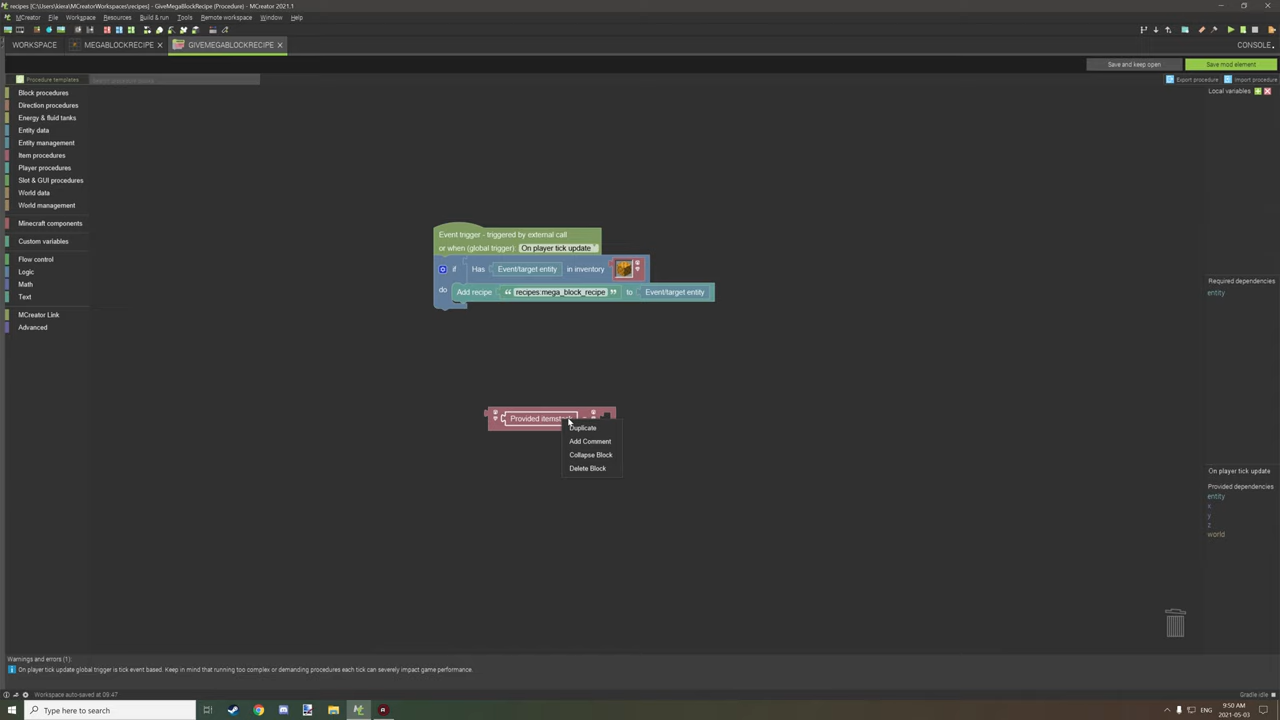 recipes [C:\Users\kiera\MCreatorWorkspaces\recipes] - GiveMegaBlockRecipe (Procedure) - MCreator 2021.1
MCreator File Workspace Resources Build & run Tools Remote workspace Window Help
WORKSPACE MEGABLOCKRECIPE GIVEMEGABLOCKRECIPE CONSOLE
Save and keep open Save mod element
Procedure templates Export procedure Import procedure
Block procedures Local variables
Direction procedures
Energy & fluid tanks
Entity data
Entity management
Item procedures
Player procedures
Slot & GUI procedures
World data
World management
Minecraft components
Custom variables
Flow control
Logic
Math
Text
MCreator Link
Advanced
Event trigger - triggered by external call
or when (global trigger): On player tick update
if Has Event/target entity in inventory
do Add recipe “ recipes:mega_block_recipe ” to Event/target entity
Provided itemst
Duplicate
Add Comment
Collapse Block
Delete Block
Required dependencies
entity
On player tick update
Provided dependencies
entity
x
y
z
world
Warnings and errors (1):
On player tick update global trigger is tick event based. Keep in mind that running too complex or demanding procedures each tick can severely impact game performance.
Workspace auto-saved at 09:47 Gradle idle
Type here to search ENG 9:50 AM 2021-05-03